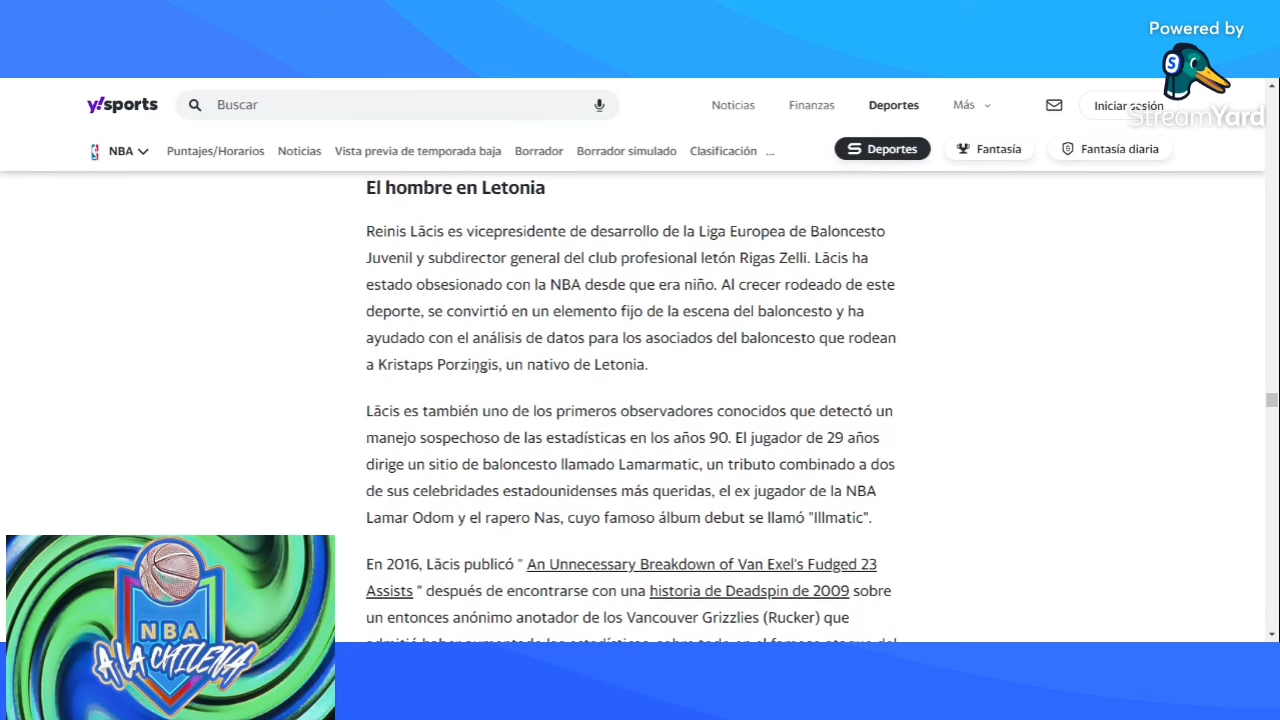 Powered by
S
StreamYard
y!sports
Buscar
Noticias
Finanzas
Deportes
Más
Iniciar sesión
NBA
Puntajes/Horarios
Noticias
Vista previa de temporada baja
Borrador
Borrador simulado
Clasificación
...
Deportes
Fantasía
Fantasía diaria
El hombre en Letonia
Reinis Lācis es vicepresidente de desarrollo de la Liga Europea de Baloncesto
Juvenil y subdirector general del club profesional letón Rigas Zelli. Lācis ha
estado obsesionado con la NBA desde que era niño. Al crecer rodeado de este
deporte, se convirtió en un elemento fijo de la escena del baloncesto y ha
ayudado con el análisis de datos para los asociados del baloncesto que rodean
a Kristaps Porziņģis, un nativo de Letonia.
Lācis es también uno de los primeros observadores conocidos que detectó un
manejo sospechoso de las estadísticas en los años 90. El jugador de 29 años
dirige un sitio de baloncesto llamado Lamarmatic, un tributo combinado a dos
de sus celebridades estadounidenses más queridas, el ex jugador de la NBA
Lamar Odom y el rapero Nas, cuyo famoso álbum debut se llamó "Illmatic".
En 2016, Lācis publicó " An Unnecessary Breakdown of Van Exel's Fudged 23
Assists " después de encontrarse con una historia de Deadspin de 2009 sobre
un entonces anónimo anotador de los Vancouver Grizzlies (Rucker) que
NBA
A LA CHILENA